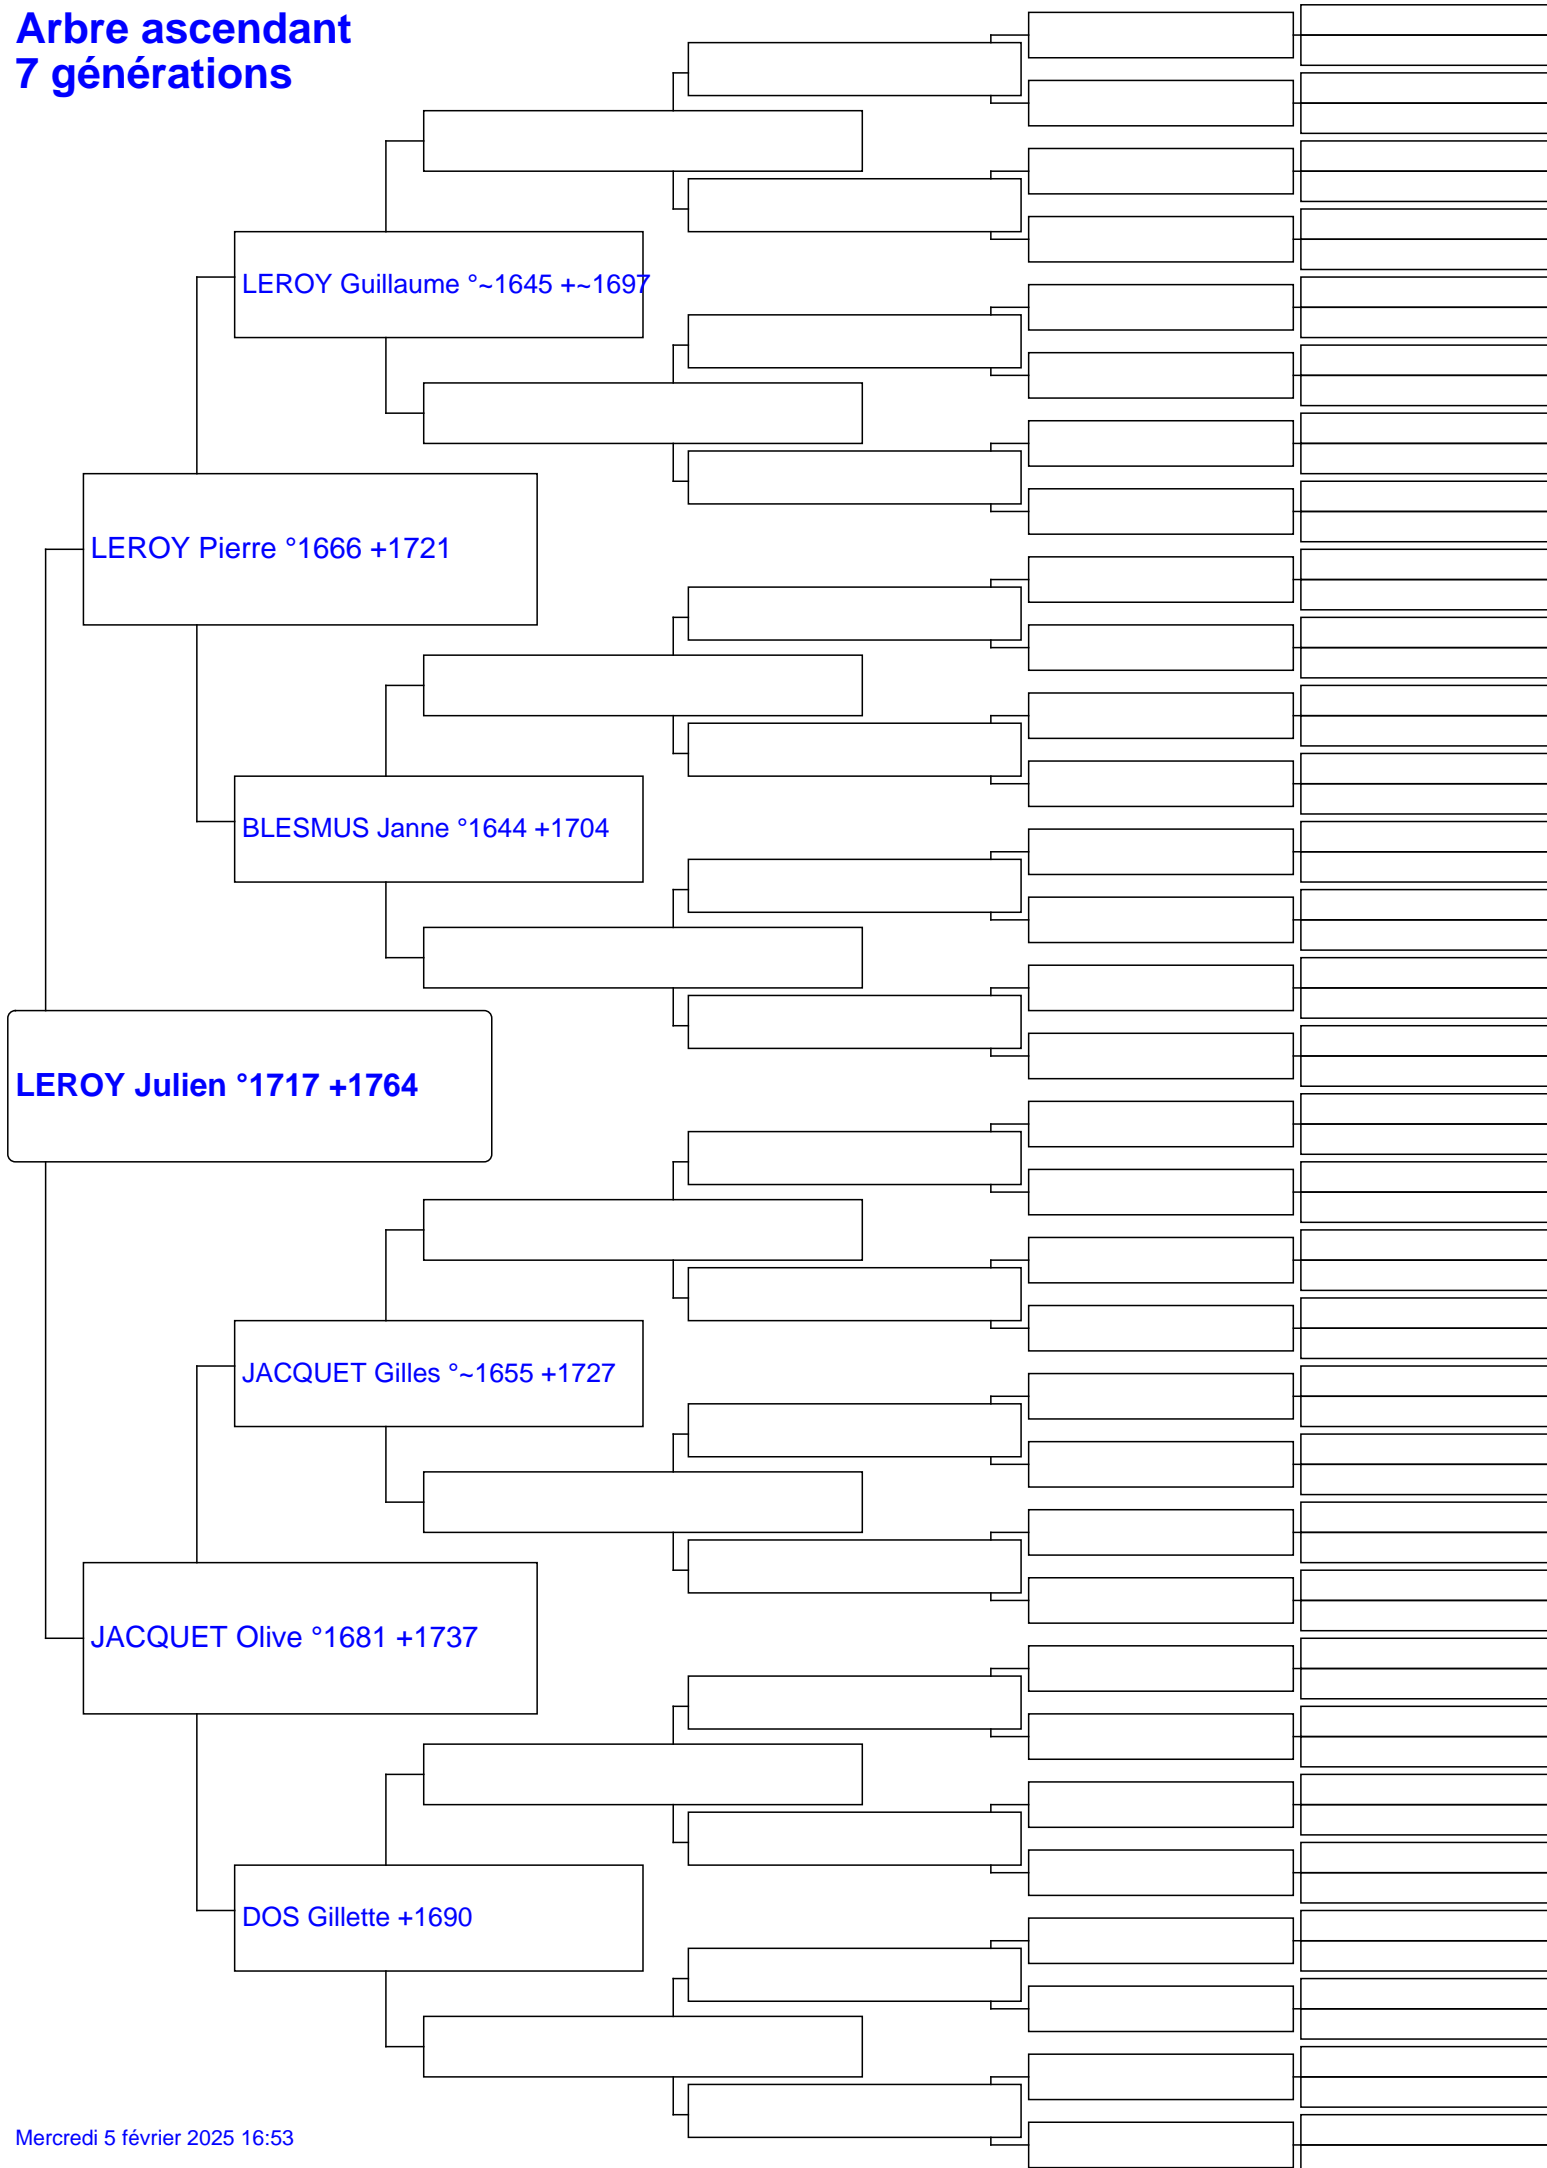 Arbre ascendant
7 générations
LEROY Guillaume °~1645 +~1697
LEROY Pierre °1666 +1721
BLESMUS Janne °1644 +1704
LEROY Julien °1717 +1764
JACQUET Gilles °~1655 +1727
JACQUET Olive °1681 +1737
DOS Gillette +1690
Mercredi 5 février 2025 16:53